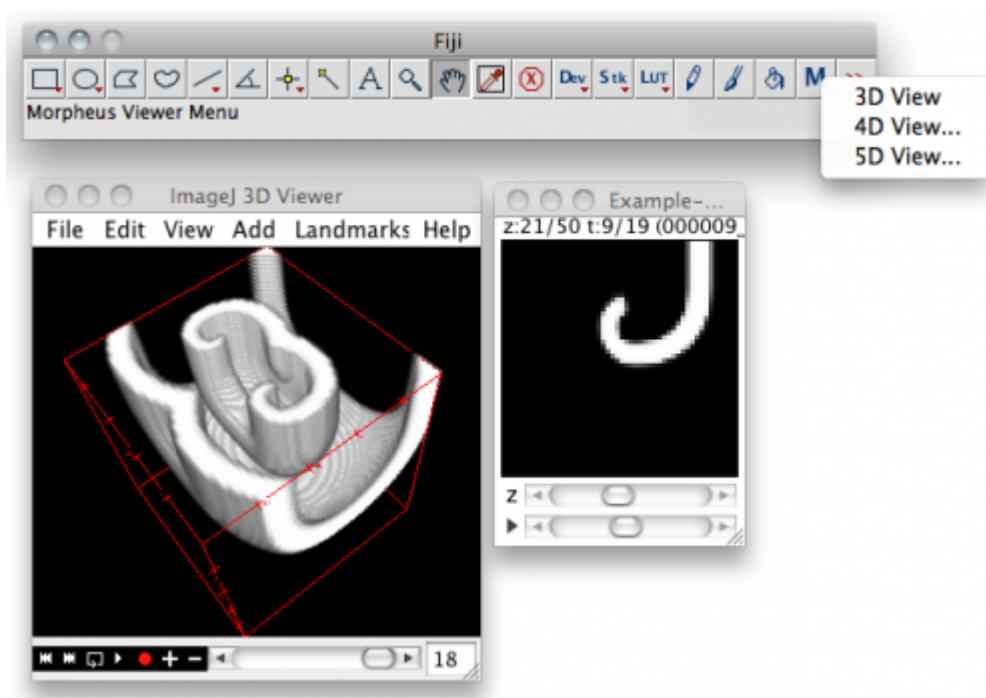 Fiji
A Dev Stk LUT M >>
Morpheus Viewer Menu
3D View
4D View...
5D View...
ImageJ 3D Viewer
File Edit View Add Landmarks Help
18
Example-...
z:21/50 t:9/19 (000009_
z